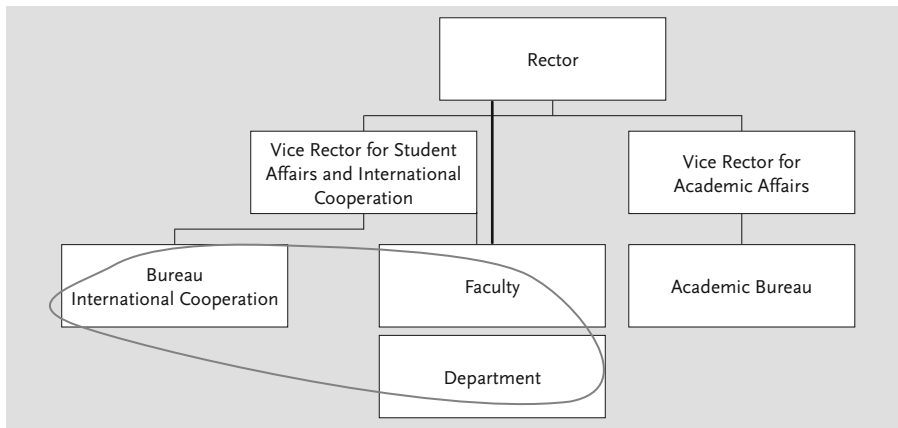 Rector
Vice Rector for Student
Affairs and International
Cooperation
Vice Rector for
Academic Affairs
Bureau
International Cooperation
Faculty
Academic Bureau
Department